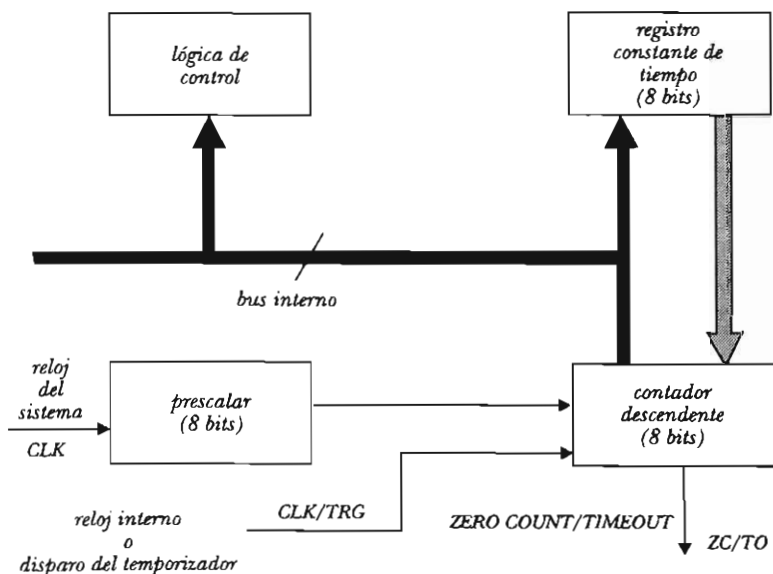 lógica de
control
registro
constante de
tiempo
(8 bits)
bus interno
reloj
del
sistema
CLK
prescalar
(8 bits)
contador
descendente
(8 bits)
reloj interno
o
disparo del temporizador
CLK/TRG
ZERO COUNT/TIMEOUT
ZC/TO